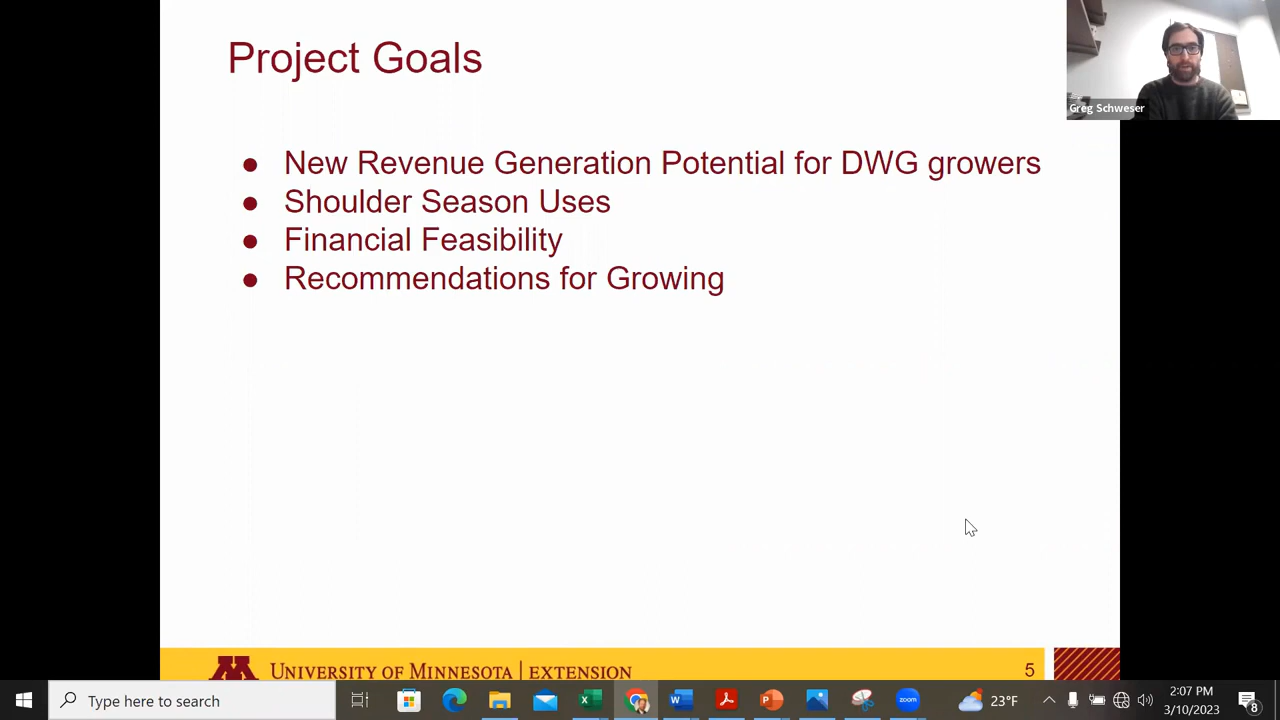 Project Goals
Greg Schweser
● New Revenue Generation Potential for DWG growers
● Shoulder Season Uses
● Financial Feasibility
● Recommendations for Growing
UNIVERSITY OF MINNESOTA | EXTENSION
5
Type here to search
zoom
23°F
2:07 PM
3/10/2023
8